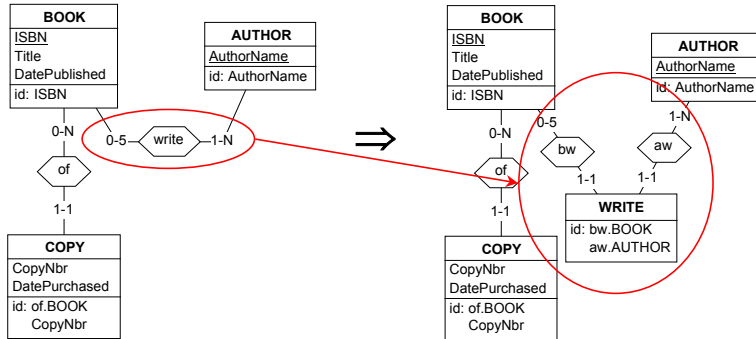 BOOK
ISBN
Title
DatePublished
id: ISBN
AUTHOR
AuthorName
id: AuthorName
0-N
0-5
write
1-N
of
1-1
COPY
CopyNbr
DatePurchased
id: of.BOOK
CopyNbr
⇒
BOOK
ISBN
Title
DatePublished
id: ISBN
AUTHOR
AuthorName
id: AuthorName
0-N
0-5
1-N
bw
aw
of
1-1
1-1
1-1
WRITE
id: bw.BOOK
aw.AUTHOR
COPY
CopyNbr
DatePurchased
id: of.BOOK
CopyNbr